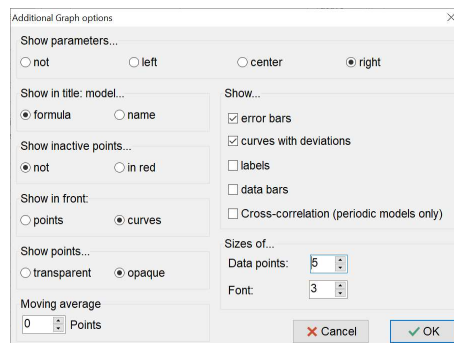 Additional Graph options
Show parameters...
not left center right
Show in title: model...
formula name
Show inactive points...
not in red
Show in front:
points curves
Show points...
transparent opaque
Moving average
0 Points
Show...
error bars
curves with deviations
labels
data bars
Cross-correlation (periodic models only)
Sizes of...
Data points: 5
Font: 3
Cancel OK